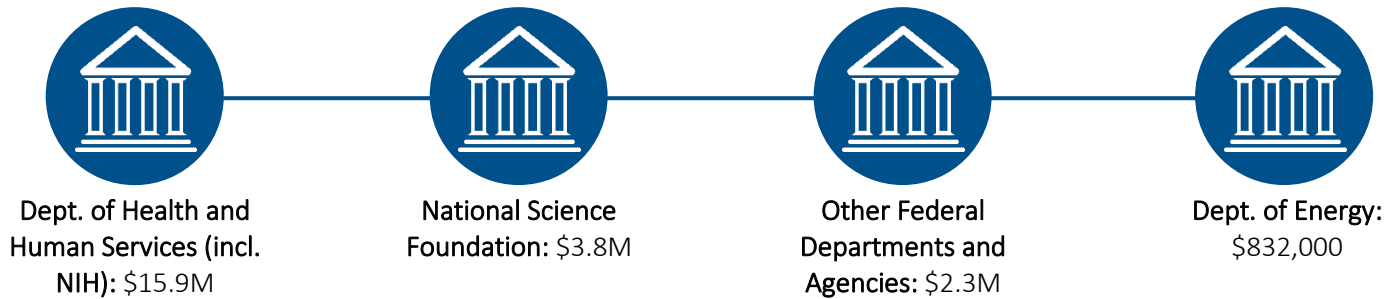 Dept. of Health and
Human Services (incl.
NIH): $15.9M
National Science
Foundation: $3.8M
Other Federal
Departments and
Agencies: $2.3M
Dept. of Energy:
$832,000